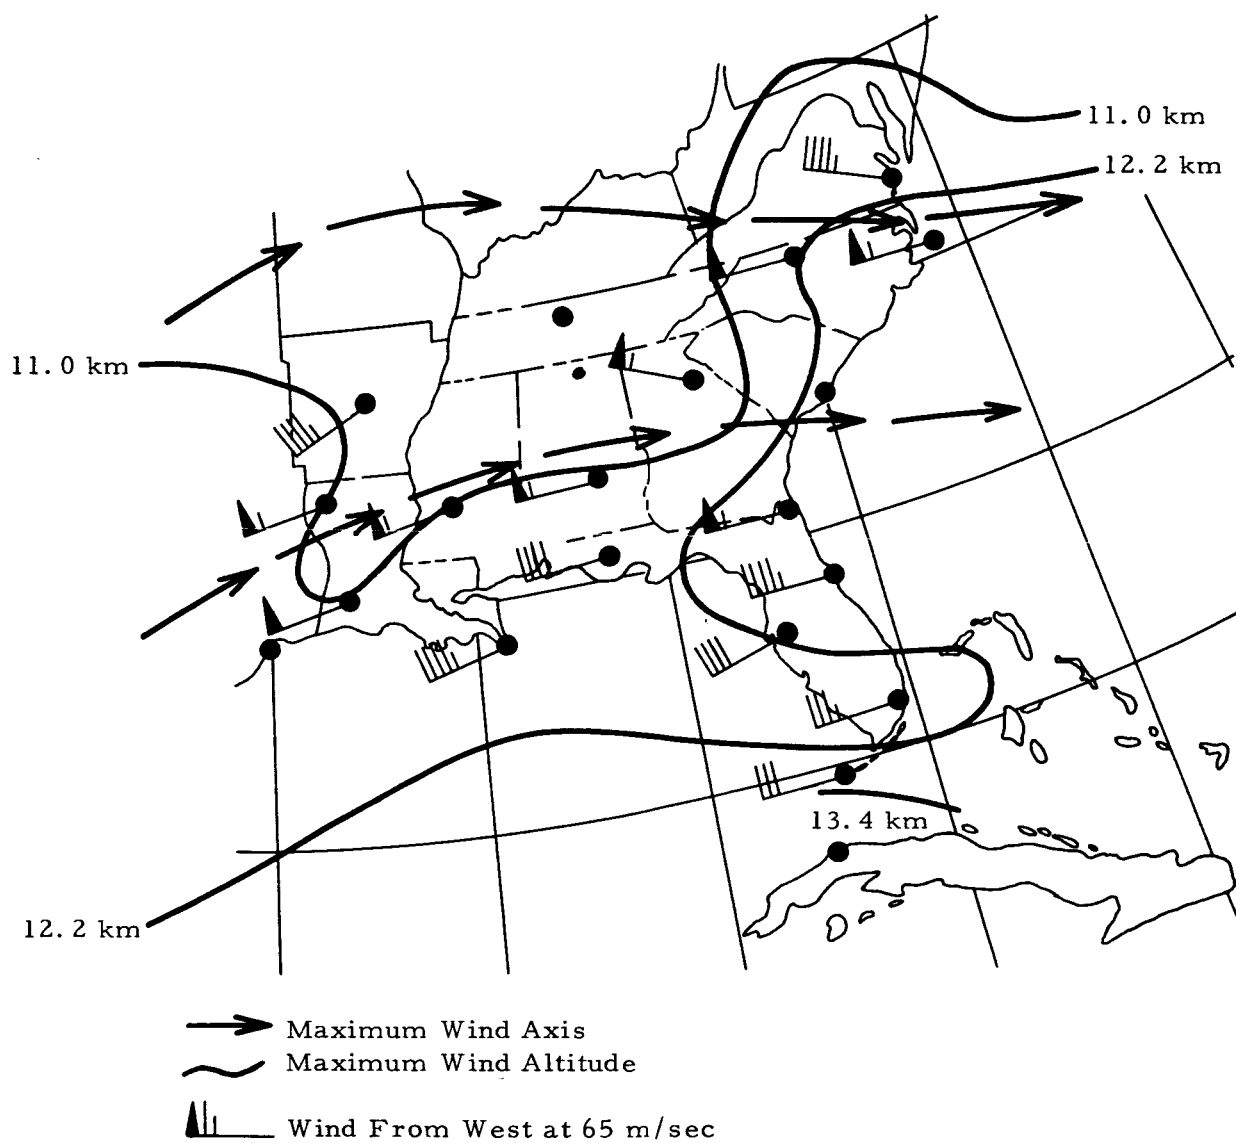 11.0 km
12.2 km
11.0 km
13.4 km
12.2 km
Maximum Wind Axis
Maximum Wind Altitude
Wind From West at 65 m/sec